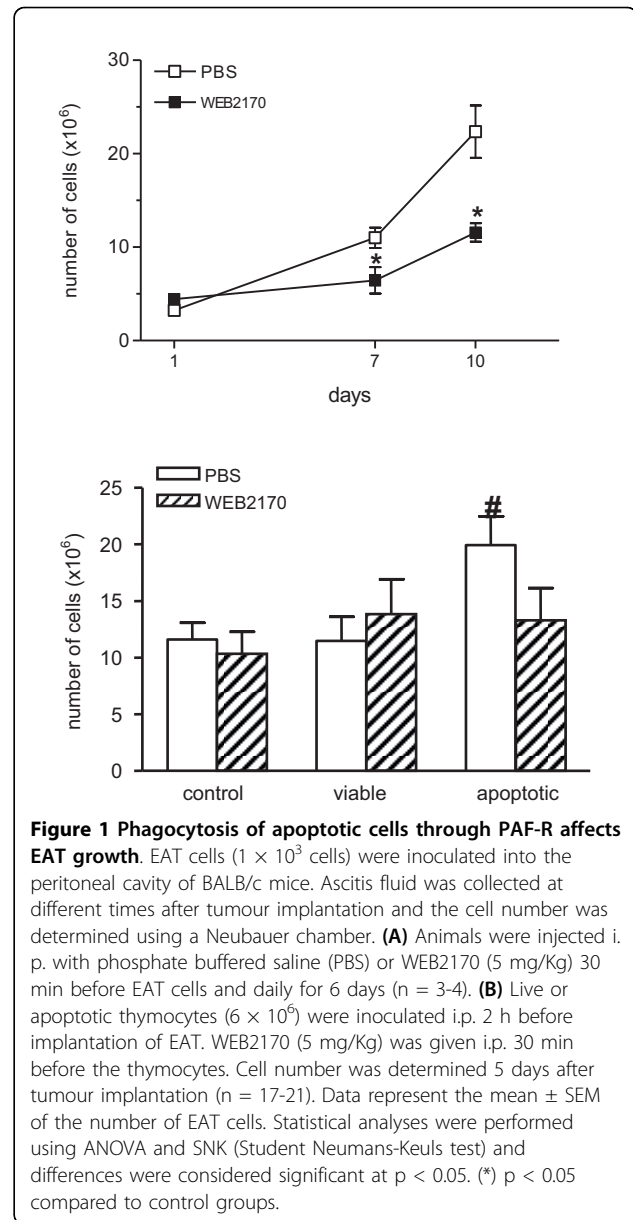 30
PBS
WEB2170
number of cells (x10⁶)
20
*
*
10
0
1
7
10
days
PBS
WEB2170
25
#
number of cells (x10⁶)
20
15
10
5
0
control
viable
apoptotic
Figure 1 Phagocytosis of apoptotic cells through PAF-R affects
EAT growth. EAT cells (1 × 10³ cells) were inoculated into the
peritoneal cavity of BALB/c mice. Ascitis fluid was collected at
different times after tumour implantation and the cell number was
determined using a Neubauer chamber. (A) Animals were injected i.
p. with phosphate buffered saline (PBS) or WEB2170 (5 mg/Kg) 30
min before EAT cells and daily for 6 days (n = 3-4). (B) Live or
apoptotic thymocytes (6 × 10⁶) were inoculated i.p. 2 h before
implantation of EAT. WEB2170 (5 mg/Kg) was given i.p. 30 min
before the thymocytes. Cell number was determined 5 days after
tumour implantation (n = 17-21). Data represent the mean ± SEM
of the number of EAT cells. Statistical analyses were performed
using ANOVA and SNK (Student Neumans-Keuls test) and
differences were considered significant at p < 0.05. (*) p < 0.05
compared to control groups.